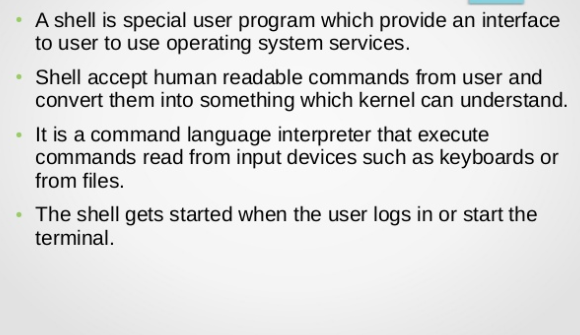 • A shell is special user program which provide an interface
to user to use operating system services.
• Shell accept human readable commands from user and
convert them into something which kernel can understand.
• It is a command language interpreter that execute
commands read from input devices such as keyboards or
from files.
• The shell gets started when the user logs in or start the
terminal.